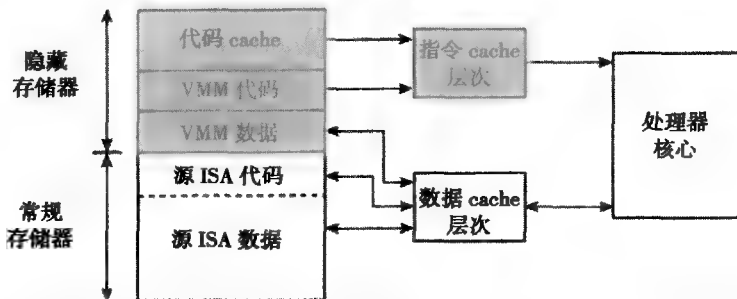 隐藏
存储器
代码 cache
VMM 代码
VMM 数据
常规
存储器
源 ISA 代码
源 ISA 数据
指令 cache
层次
数据 cache
层次
处理器
核心